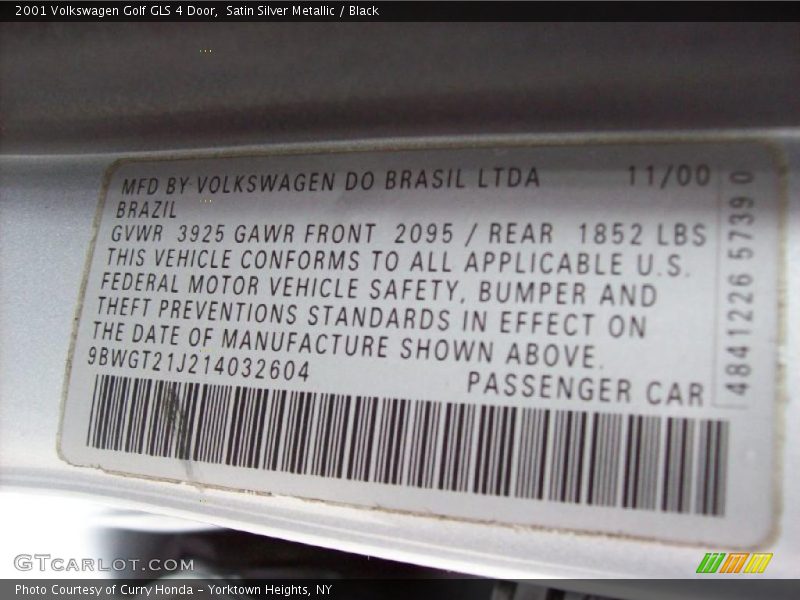 2001 Volkswagen Golf GLS 4 Door,  Satin Silver Metallic / Black
MFD BY VOLKSWAGEN DO BRASIL LTDA 11/00
BRAZIL
GVWR 3925 GAWR FRONT 2095 / REAR 1852 LBS
THIS VEHICLE CONFORMS TO ALL APPLICABLE U.S.
FEDERAL MOTOR VEHICLE SAFETY, BUMPER AND
THEFT PREVENTIONS STANDARDS IN EFFECT ON
THE DATE OF MANUFACTURE SHOWN ABOVE.
9BWGT21J214032604 PASSENGER CAR
4841226 57390
GTCARLOT.COM
Photo Courtesy of Curry Honda - Yorktown Heights, NY